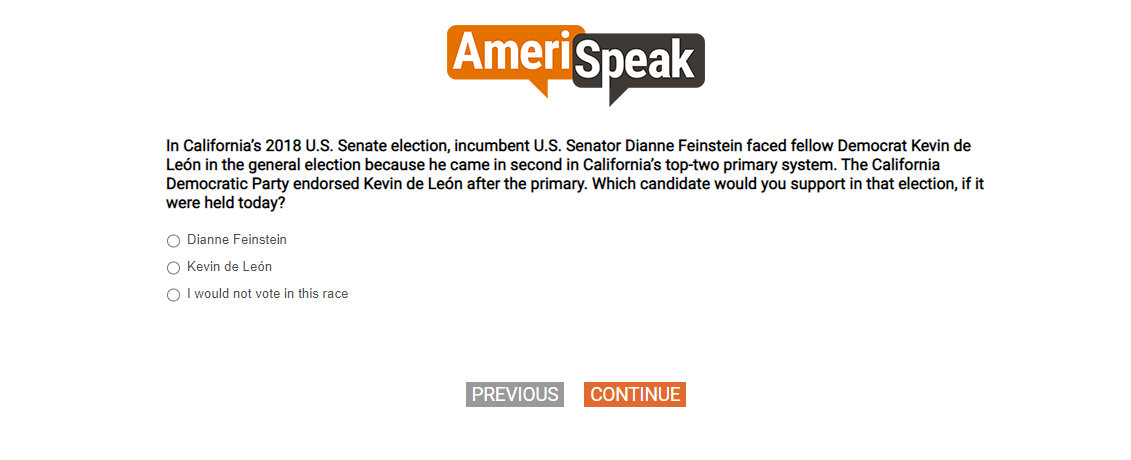 AmeriSpeak
In California's 2018 U.S. Senate election, incumbent U.S. Senator Dianne Feinstein faced fellow Democrat Kevin de
León in the general election because he came in second in California's top-two primary system. The California
Democratic Party endorsed Kevin de León after the primary. Which candidate would you support in that election, if it
were held today?
Dianne Feinstein
Kevin de León
I would not vote in this race
PREVIOUS CONTINUE